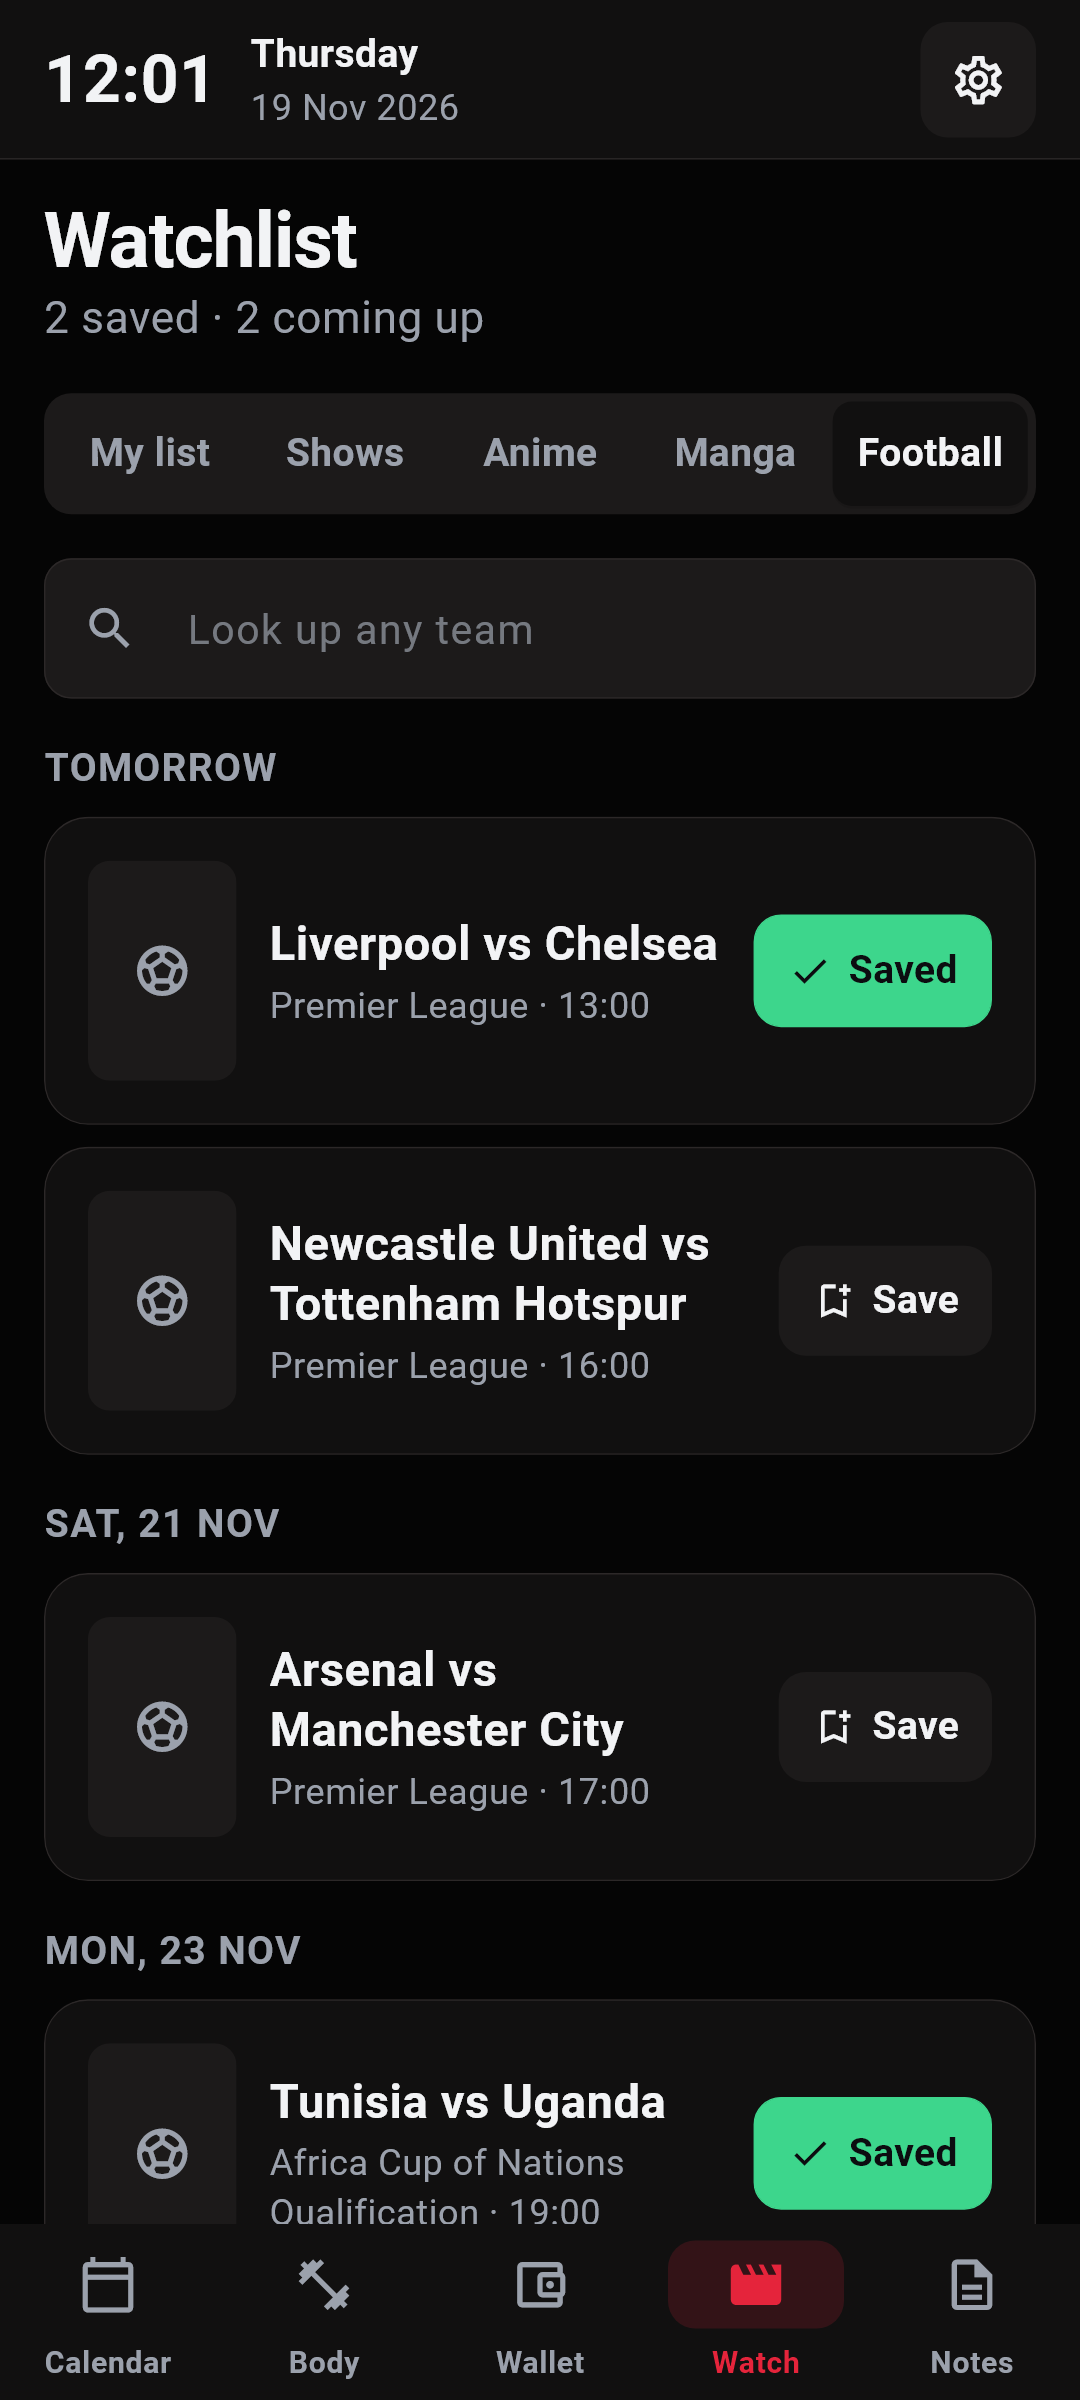 12:01
Thursday
19 Nov 2026
Watchlist
2 saved · 2 coming up
My list
Shows
Anime
Manga
Football
Look up any team
TOMORROW
Liverpool vs Chelsea
Premier League · 13:00
Saved
Newcastle United vs
Tottenham Hotspur
Premier League · 16:00
Save
SAT, 21 NOV
Arsenal vs
Manchester City
Premier League · 17:00
Save
MON, 23 NOV
Tunisia vs Uganda
Africa Cup of Nations
Qualification · 19:00
Saved
Calendar
Body
Wallet
Watch
Notes